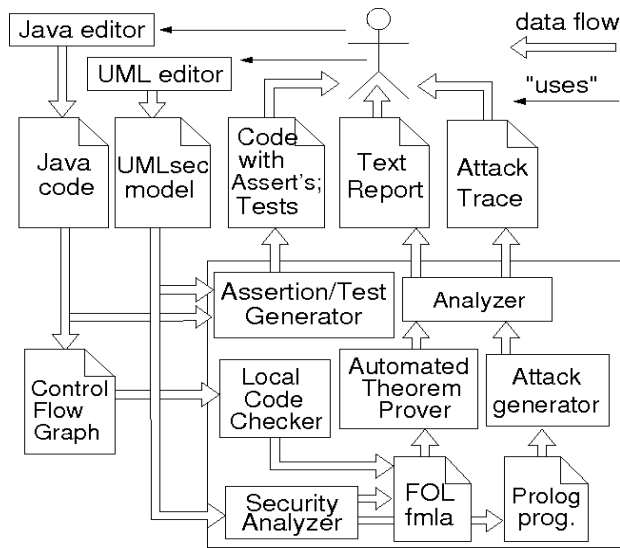 Java editor
data flow
UML editor
"uses"
Java
code
UMLsec
model
Code
with
Assert's;
Tests
Text
Report
Attack
Trace
Assertion/Test
Generator
Analyzer
Control
Flow
Graph
Local
Code
Checker
Automated
Theorem
Prover
Attack
generator
Security
Analyzer
FOL
fmla
Prolog
prog.